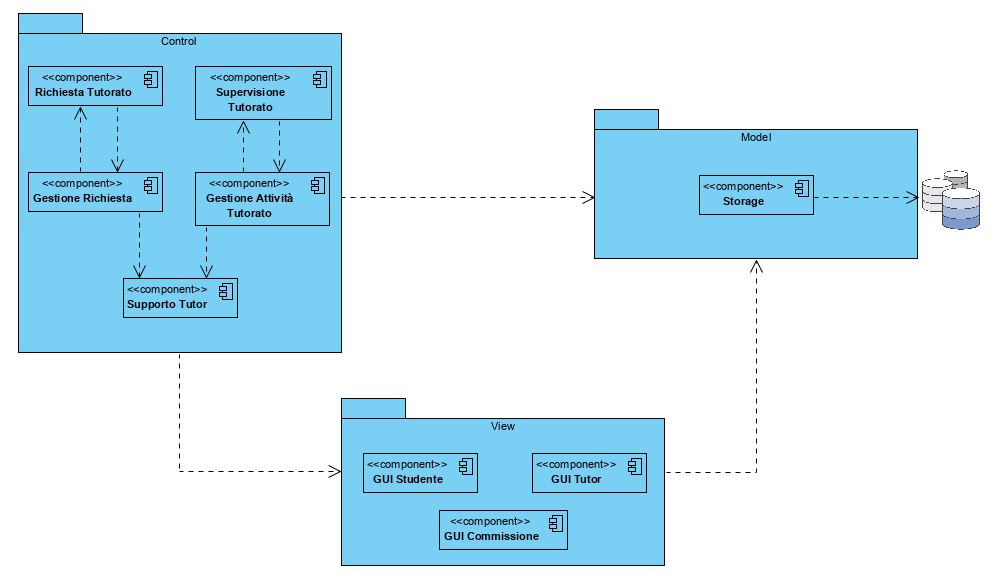 Control
<<component>>
Richiesta Tutorato
<<component>>
Supervisione
Tutorato
<<component>>
Gestione Richiesta
<<component>>
Gestione Attività
Tutorato
<<component>>
Supporto Tutor
Model
<<component>>
Storage
View
<<component>>
GUI Studente
<<component>>
GUI Tutor
<<component>>
GUI Commissione